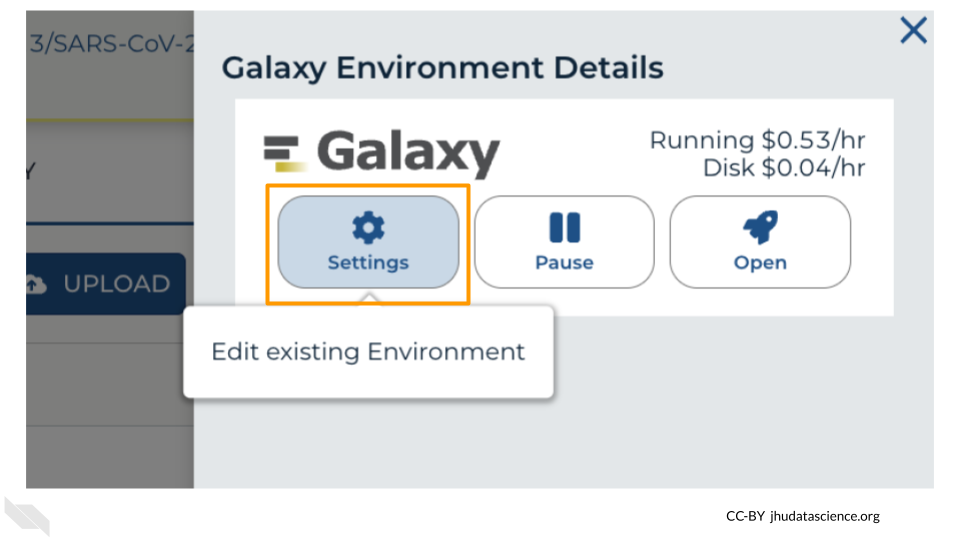 3/SARS-CoV-2
Galaxy Environment Details
Galaxy
Running $0.53/hr
Disk $0.04/hr
Y
Settings
Pause
Open
UPLOAD
Edit existing Environment
CC-BY jhudatascience.org